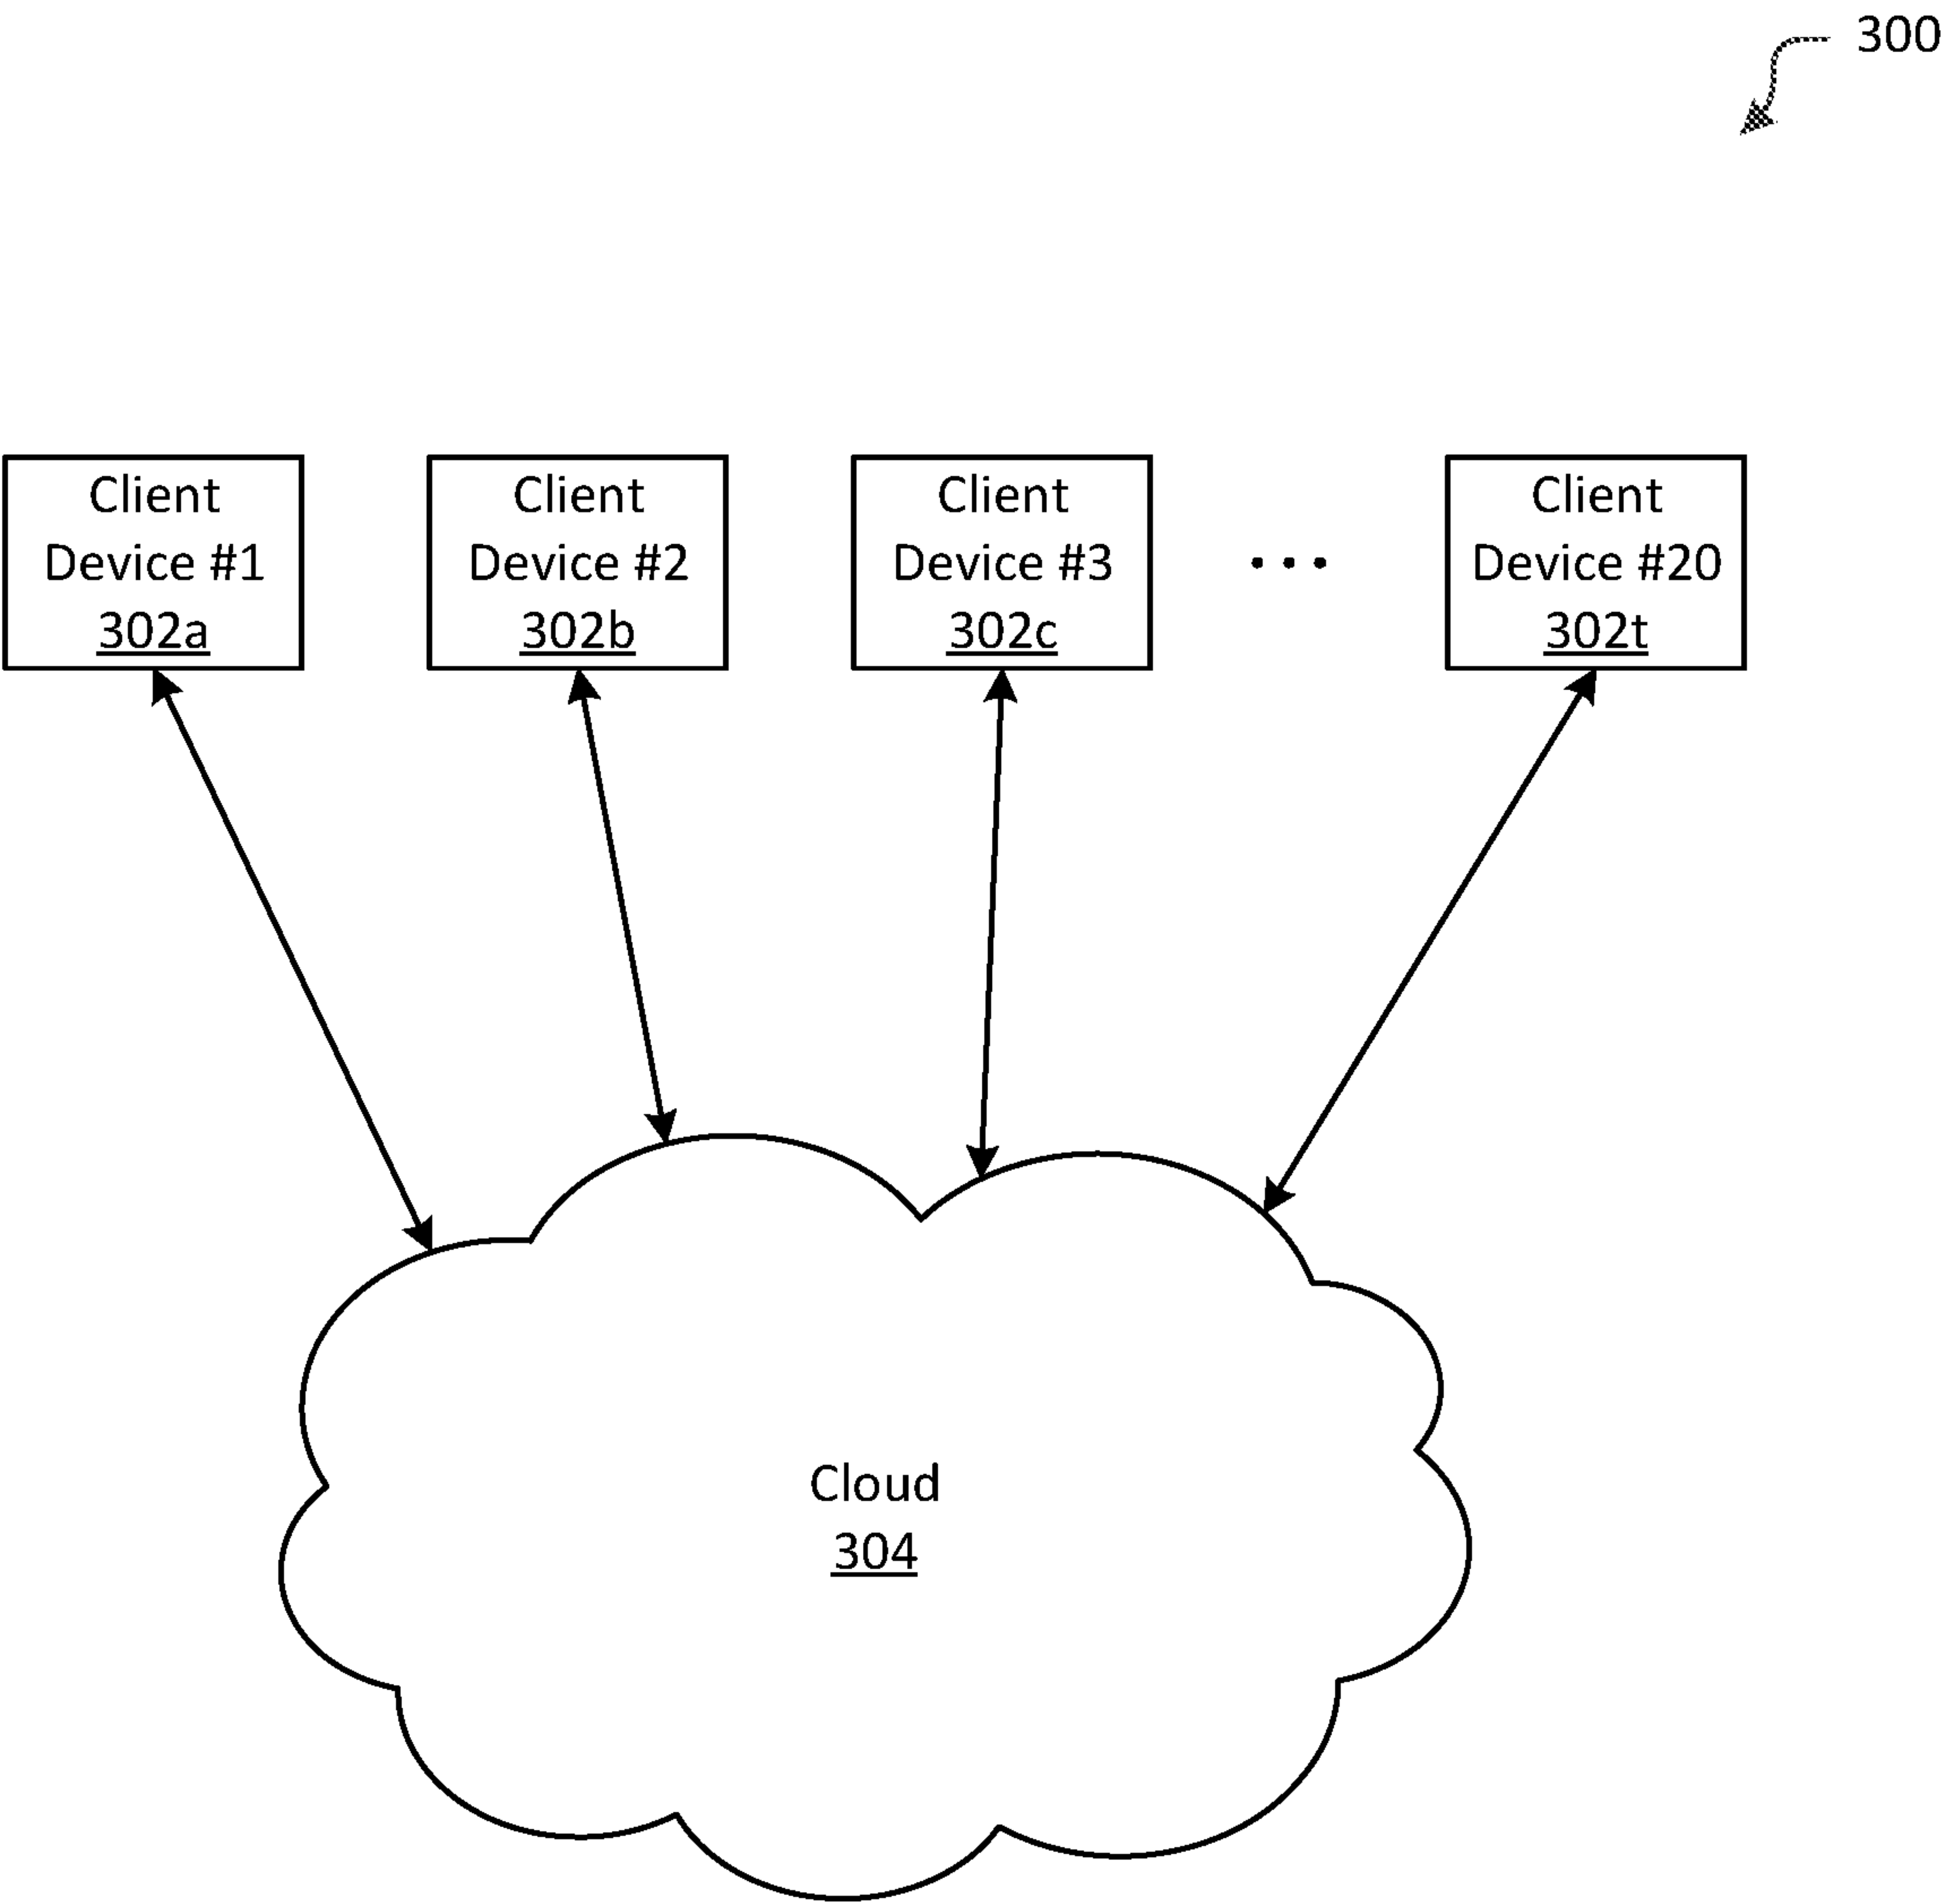 300
Client
Device #1
302a
Client
Device #2
302b
Client
Device #3
302c
...
Client
Device #20
302t
Cloud
304